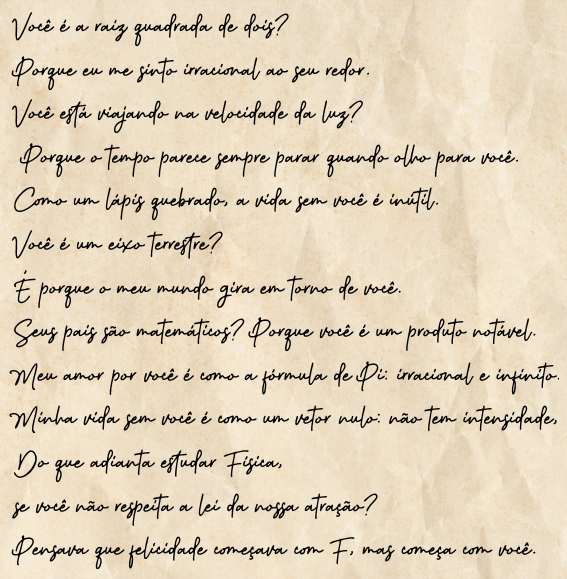 Você é a raiz quadrada de dois?
Porque eu me sinto irracional ao seu redor.
Você está viajando na velocidade da luz?
Porque o tempo parece sempre parar quando olho para você.
Como um lápis quebrado, a vida sem você é inútil.
Você é um eixo terrestre?
É porque o meu mundo gira em torno de você.
Seus pais são matemáticos? Porque você é um produto notável.
Meu amor por você é como a fórmula de Pi: irracional e infinito.
Minha vida sem você é como um vetor nulo: não tem intensidade,
Do que adianta estudar Física,
se você não respeita a lei da nossa atração?
Pensava que felicidade começava com F, mas começa com você.